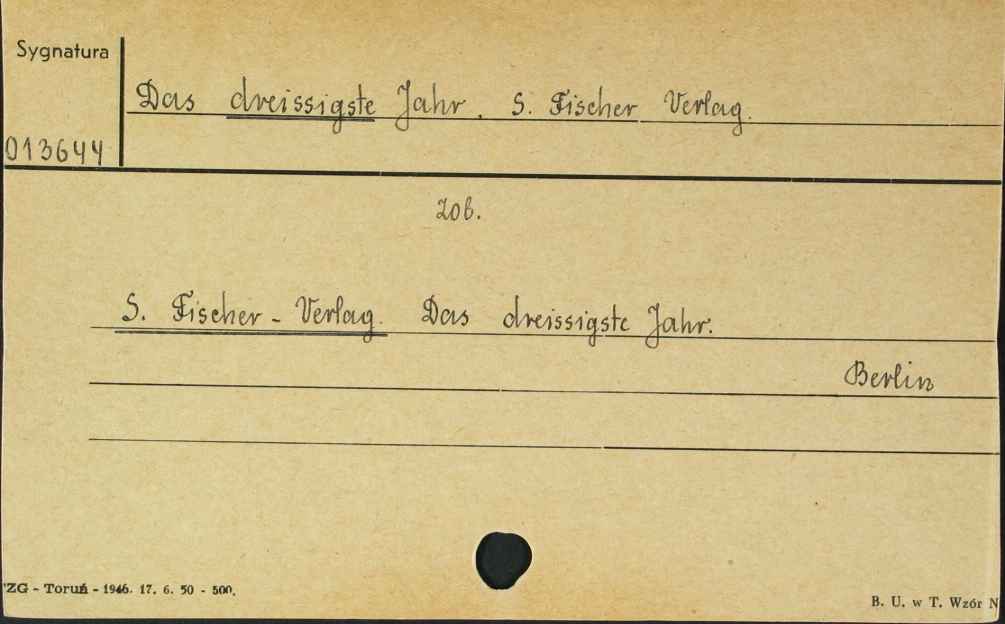 Sygnatura
Das dreissigste Jahr. S. Fischer Verlag.
013644
zob.
S. Fischer - Verlag. Das dreissigste Jahr.
Berlin
ZG - Toruń - 1946. 17. 6. 50 - 500.
B. U. w T. Wzór N